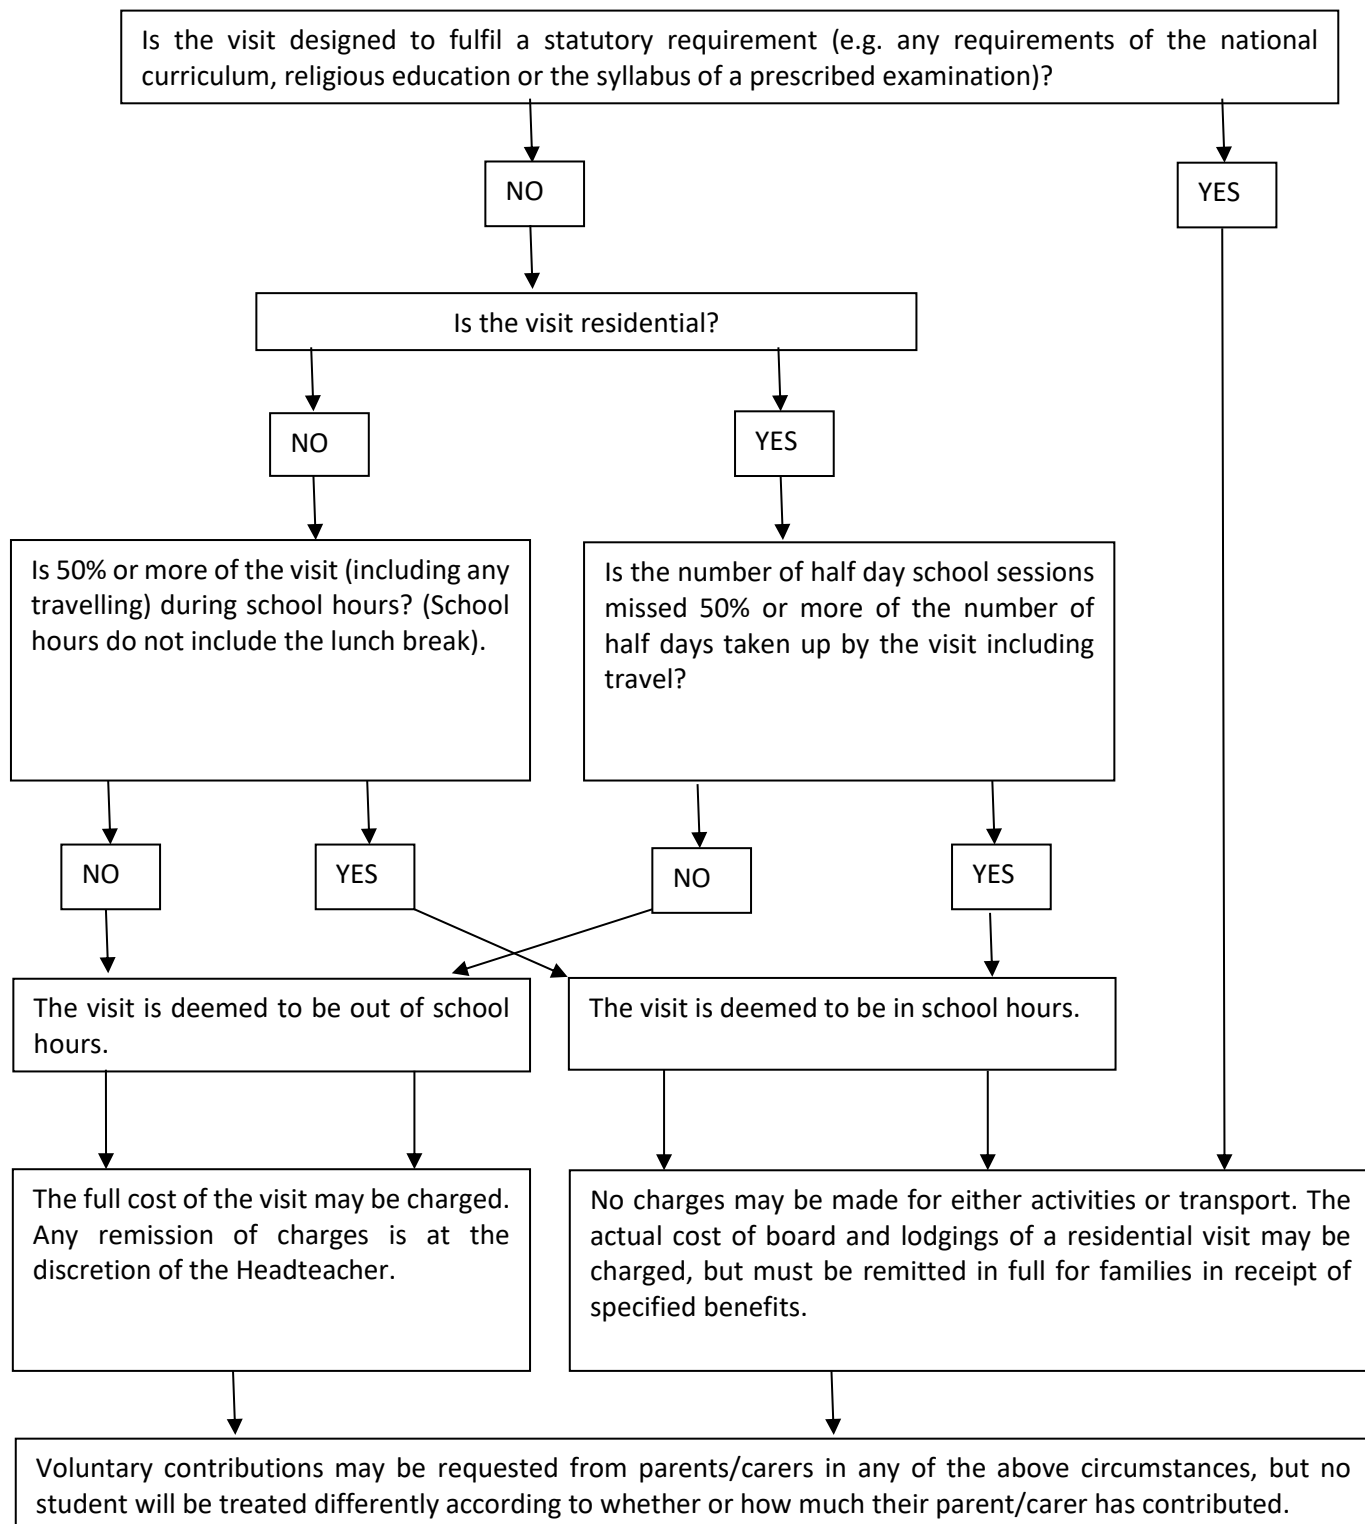 Is the visit designed to fulfil a statutory requirement (e.g. any requirements of the national
curriculum, religious education or the syllabus of a prescribed examination)?
NO
YES
Is the visit residential?
NO
YES
Is 50% or more of the visit (including any
travelling) during school hours? (School
hours do not include the lunch break).
Is the number of half day school sessions
missed 50% or more of the number of
half days taken up by the visit including
travel?
NO
YES
NO
YES
The visit is deemed to be out of school
hours.
The visit is deemed to be in school hours.
The full cost of the visit may be charged.
Any remission of charges is at the
discretion of the Headteacher.
No charges may be made for either activities or transport. The
actual cost of board and lodgings of a residential visit may be
charged, but must be remitted in full for families in receipt of
specified benefits.
Voluntary contributions may be requested from parents/carers in any of the above circumstances, but no
student will be treated differently according to whether or how much their parent/carer has contributed.